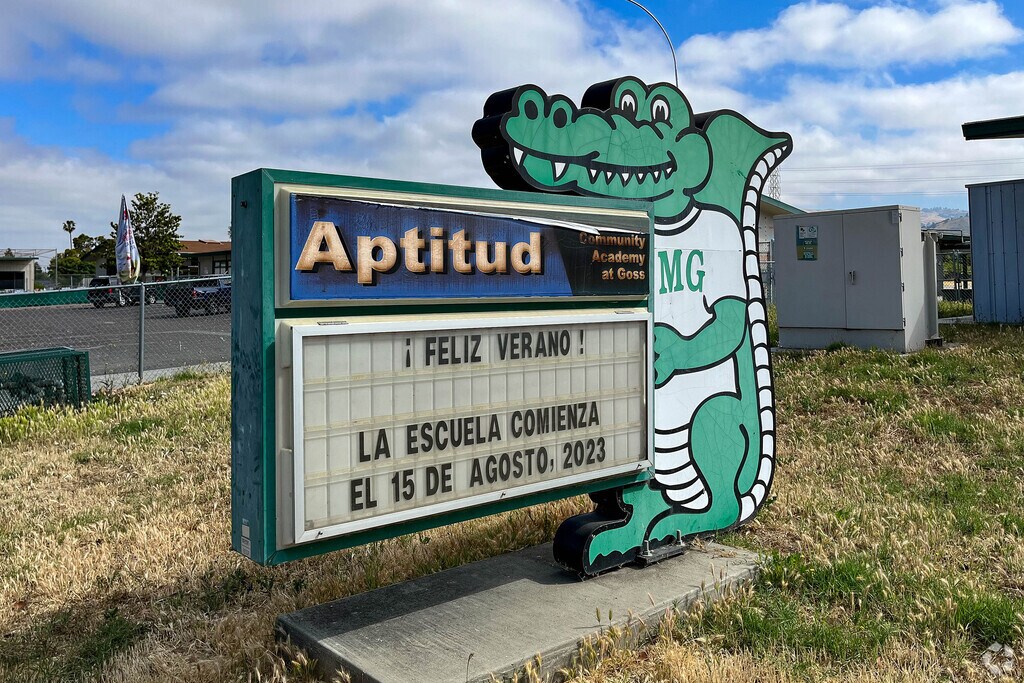 Aptitud
Community
Academy
at Goss
MG
¡ FELIZ VERANO !
LA ESCUELA COMIENZA
EL 15 DE AGOSTO, 2023